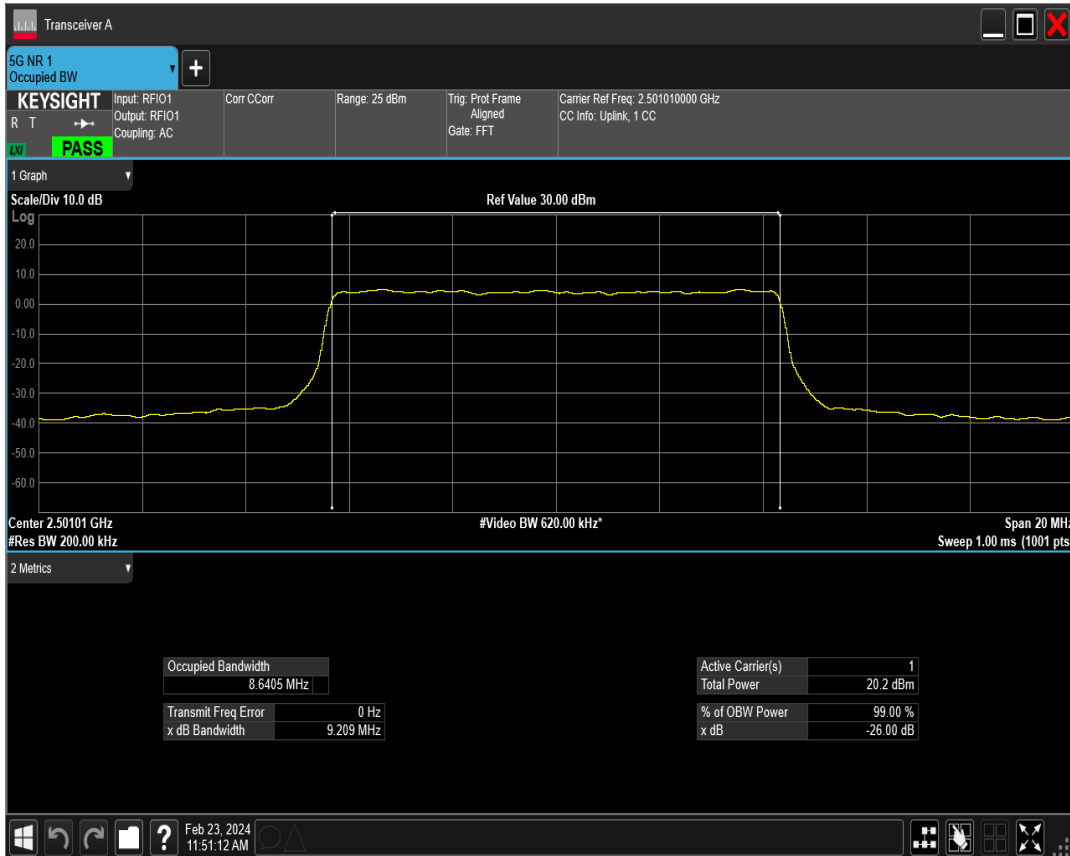 Transceiver A
5G NR 1
Occupied BW
+
KEYSIGHT
R T
LXI
PASS
Input: RFIO1
Output: RFIO1
Coupling: AC
Corr CCorr
Range: 25 dBm
Trig: Prot Frame
Aligned
Gate: FFT
Carrier Ref Freq: 2.501010000 GHz
CC Info: Uplink, 1 CC
1 Graph
Scale/Div 10.0 dB
Ref Value 30.00 dBm
Log
20.0
10.0
0.00
-10.0
-20.0
-30.0
-40.0
-50.0
-60.0
Center 2.50101 GHz
#Video BW 620.00 kHz*
Span 20 MHz
#Res BW 200.00 kHz
Sweep 1.00 ms (1001 pts
2 Metrics
Occupied Bandwidth
8.6405 MHz
Transmit Freq Error 0 Hz
x dB Bandwidth 9.209 MHz
Active Carrier(s) 1
Total Power 20.2 dBm
% of OBW Power 99.00 %
x dB -26.00 dB
?
Feb 23, 2024
11:51:12 AM